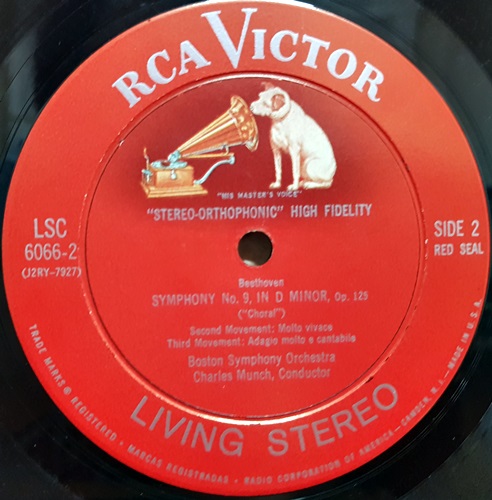 RCA VICTOR
"HIS MASTER'S VOICE"
"STEREO-ORTHOPHONIC" HIGH FIDELITY
LSC
6066-2
(J2RY-7927)
SIDE 2
RED SEAL
Beethoven
SYMPHONY No. 9, IN D MINOR, Op. 125
("Choral")
Second Movement: Molto vivace
Third Movement: Adagio molto e cantabile
Boston Symphony Orchestra
Charles Munch, Conductor
LIVING STEREO
TRADE MARKS ® REGISTERED • MARCAS REGISTRADAS • RADIO CORPORATION OF AMERICA — CAMDEN, N. J. — MADE IN U.S.A.